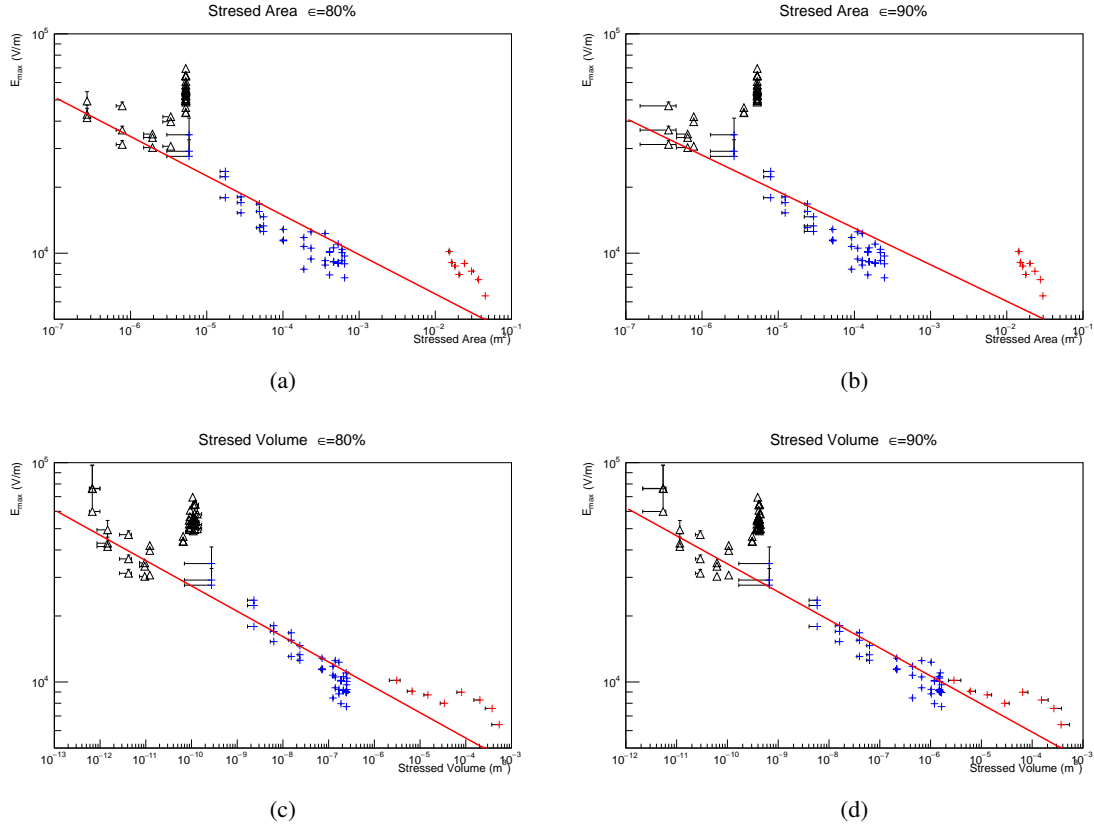 Stresed Area ϵ=80%
E_max (V/m)
10^5
10^4
10^−7 10^−6 10^−5 10^−4 10^−3 10^−2 10^−1
Stressed Area (m^2)
(a)
Stresed Area ϵ=90%
E_max (V/m)
10^5
10^4
10^−7 10^−6 10^−5 10^−4 10^−3 10^−2 10^−1
Stressed Area (m^2)
(b)
Stresed Volume ϵ=80%
E_max (V/m)
10^5
10^4
10^−13 10^−12 10^−11 10^−10 10^−9 10^−8 10^−7 10^−6 10^−5 10^−4 10^−3
Stressed Volume (m^3)
(c)
Stresed Volume ϵ=90%
E_max (V/m)
10^5
10^4
10^−12 10^−11 10^−10 10^−9 10^−8 10^−7 10^−6 10^−5 10^−4 10^−3
Stressed Volume (m^3)
(d)